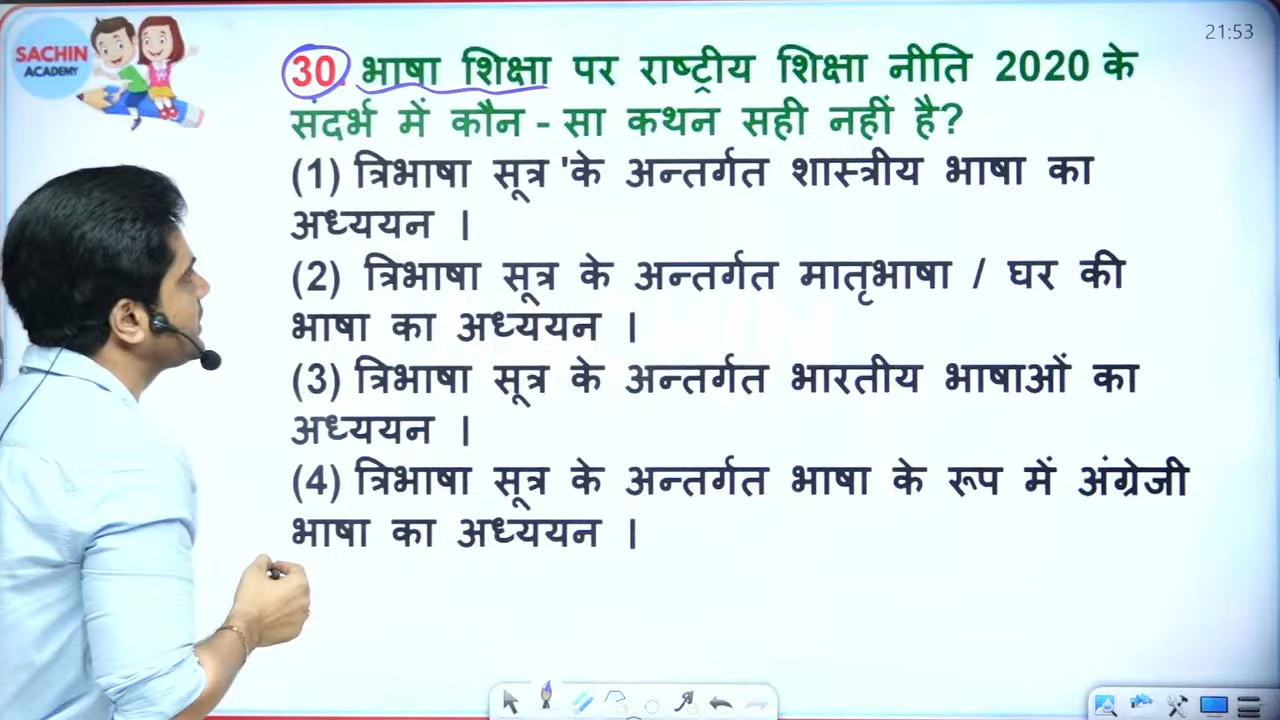 SACHIN
ACADEMY
21:53
30. भाषा शिक्षा पर राष्ट्रीय शिक्षा नीति 2020 के
संदर्भ में कौन - सा कथन सही नहीं है?
(1) त्रिभाषा सूत्र 'के अन्तर्गत शास्त्रीय भाषा का
अध्ययन ।
(2) त्रिभाषा सूत्र के अन्तर्गत मातृभाषा / घर की
भाषा का अध्ययन ।
(3) त्रिभाषा सूत्र के अन्तर्गत भारतीय भाषाओं का
अध्ययन ।
(4) त्रिभाषा सूत्र के अन्तर्गत भाषा के रूप में अंग्रेजी
भाषा का अध्ययन ।